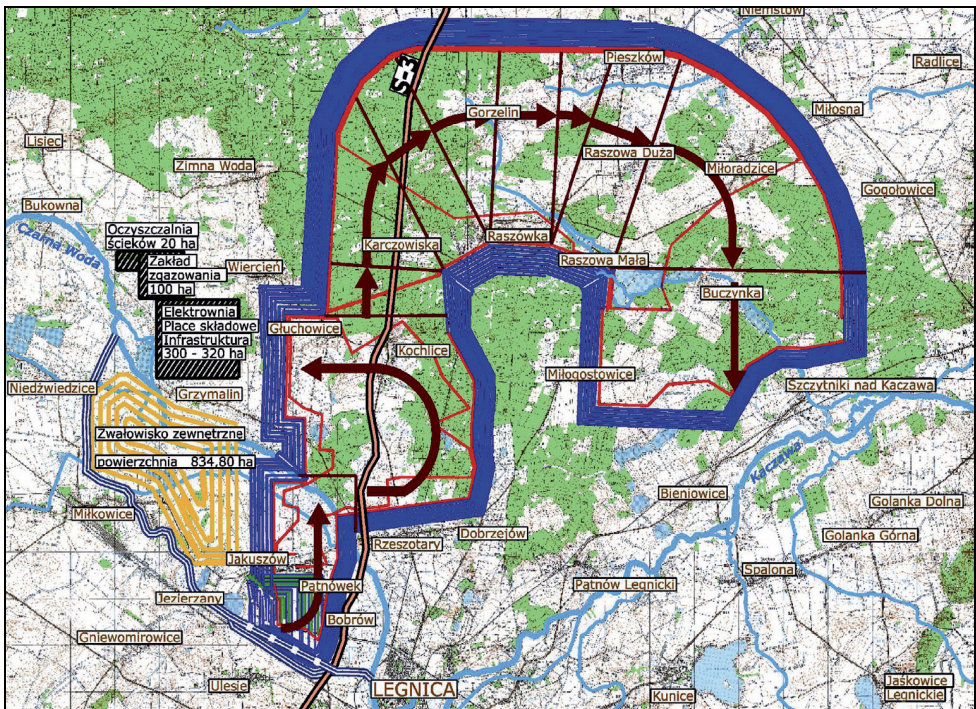 Niemstów
Pieszków
Radlice
S-3
Miłosna
Gorzelin
Lisiec
Raszowa Duża
Zimna Woda
Miłoradzice
Gogołowice
Bukowna
Czarna Woda
Oczyszczalnia
ścieków 20 ha
Zakład
zgazowania
100 ha
Wiercień
Karczowiska
Raszówka
Raszowa Mała
Buczynka
Elektrownia
Place składowe
Infrastruktura
300 - 320 ha
Głuchowice
Kochlice
Miłogostowice
Niedźwiedzice
Grzymalin
Szczytniki nad Kaczawa
Zwałowisko zewnętrzne
powierzchnia 834,80 ha
Kaczawa
Bieniowice
Golanka Dolna
Miłkowice
Golanka Górna
Dobrzejów
Rzeszotary
Jakuszów
Spalona
Patnów Legnicki
Patnówek
Jezierzany
Bobrów
Gniewomirowice
Ulesie
LEGNICA
Kunice
Jaśkowice
Legnickie